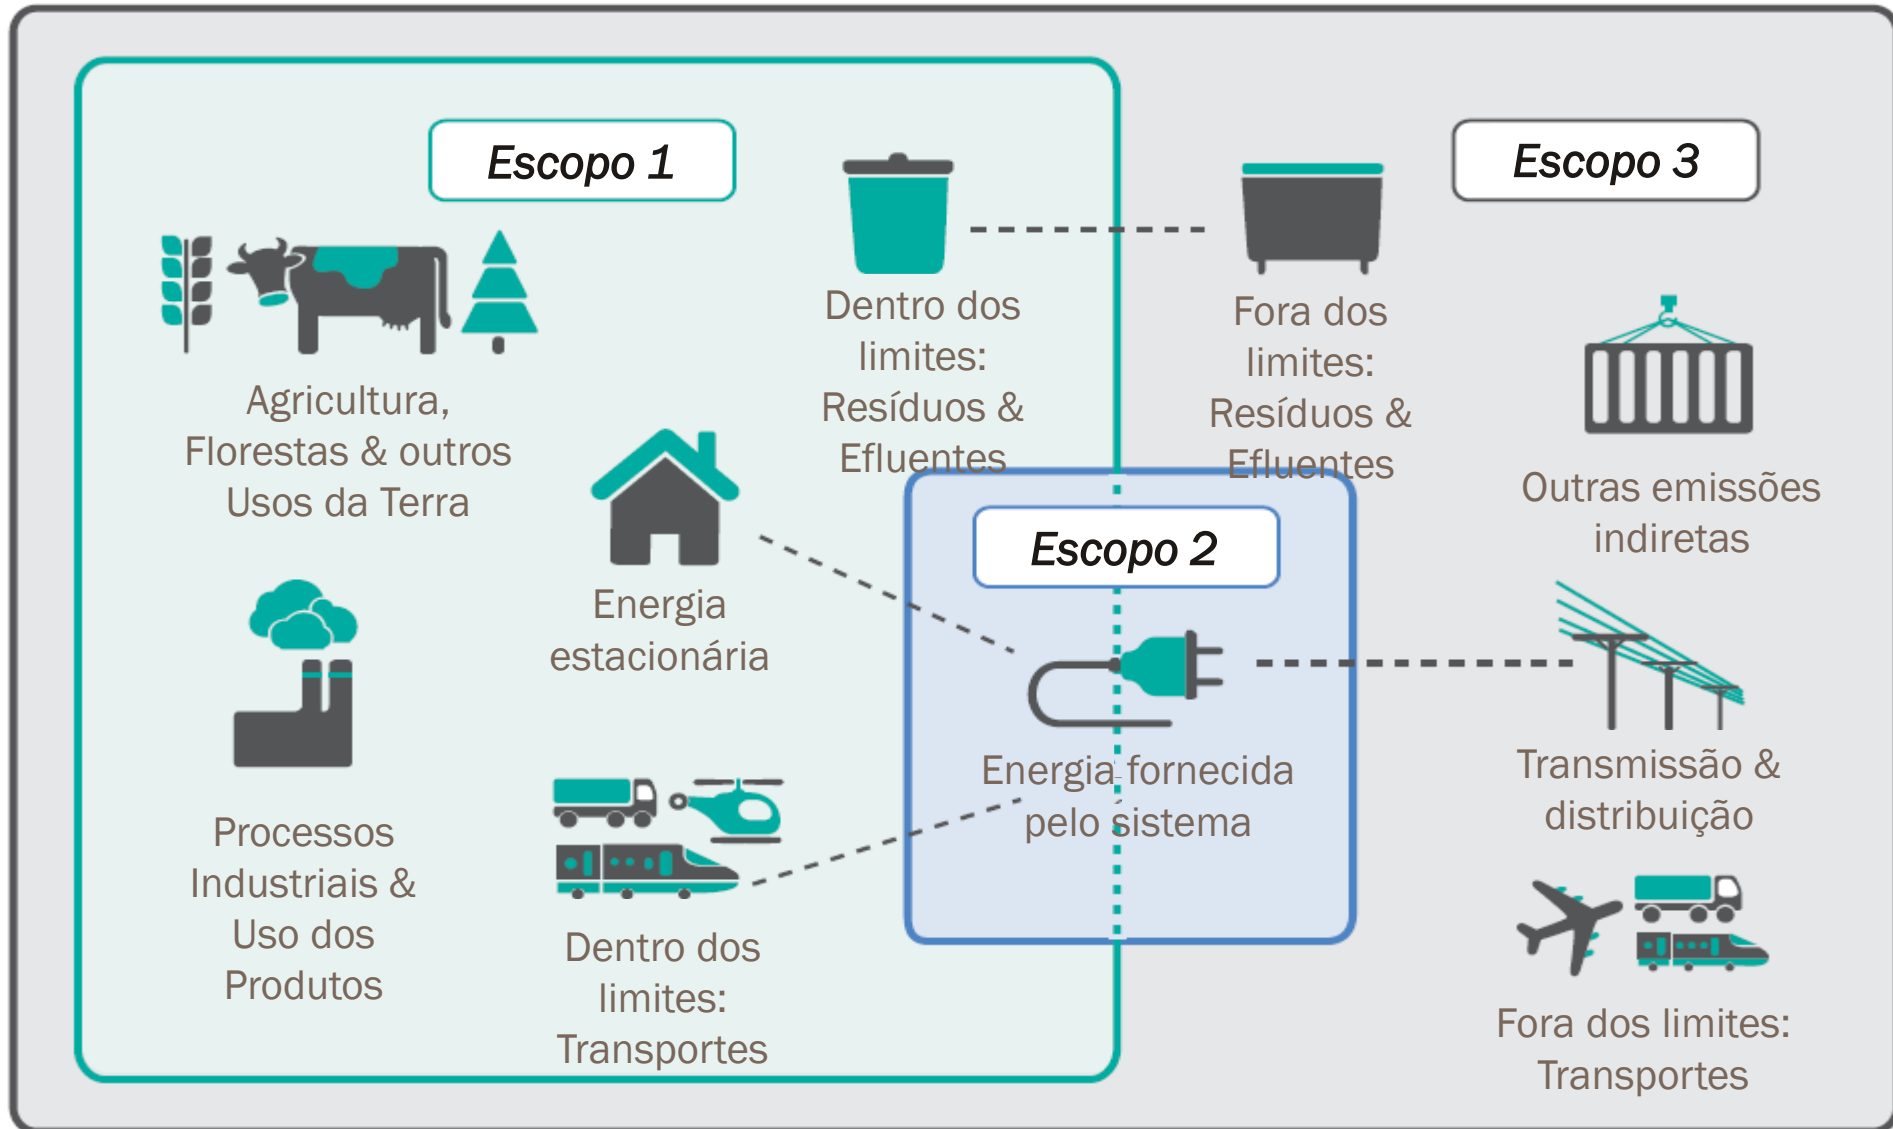 Escopo 1
Escopo 3
Dentro dos
limites:
Resíduos &
Efluentes
Fora dos
limites:
Resíduos &
Efluentes
Agricultura,
Florestas & outros
Usos da Terra
Outras emissões
indiretas
Escopo 2
Energia
estacionária
Energia fornecida
pelo sistema
Transmissão &
distribuição
Processos
Industriais &
Uso dos
Produtos
Dentro dos
limites:
Transportes
Fora dos limites:
Transportes